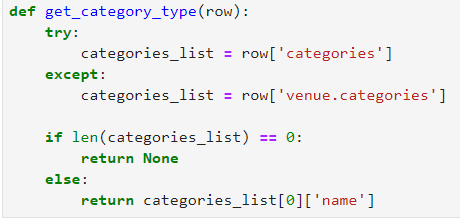 def get_category_type(row):
    try:
        categories_list = row['categories']
    except:
        categories_list = row['venue.categories']

    if len(categories_list) == 0:
        return None
    else:
        return categories_list[0]['name']